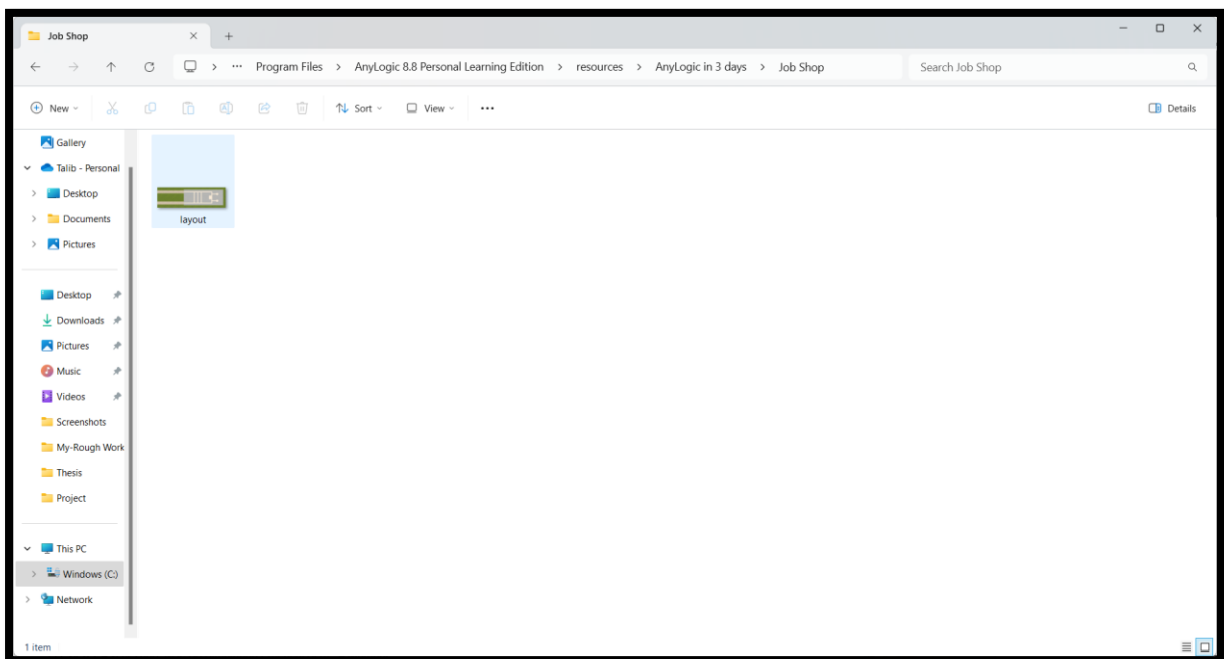 Job Shop
… Program Files > AnyLogic 8.8 Personal Learning Edition > resources > AnyLogic in 3 days > Job Shop
Search Job Shop
New
Sort
View
Details
Gallery
Talib - Personal
Desktop
Documents
Pictures
layout
Desktop
Downloads
Pictures
Music
Videos
Screenshots
My-Rough Work
Thesis
Project
This PC
Windows (C:)
Network
1 item